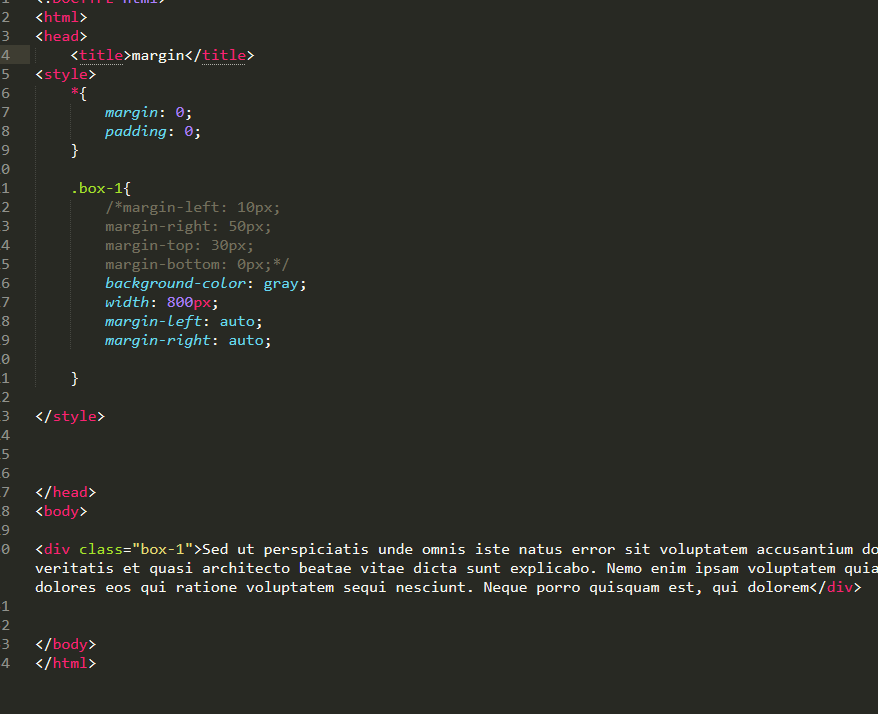 1 <!DOCTYPE html>
2 <html>
3 <head>
4 <title>margin</title>
5 <style>
6 *{
7 margin: 0;
8 padding: 0;
9 }
0
1 .box-1{
2 /*margin-left: 10px;
3 margin-right: 50px;
4 margin-top: 30px;
5 margin-bottom: 0px;*/
6 background-color: gray;
7 width: 800px;
8 margin-left: auto;
9 margin-right: auto;
0
1 }
2
3 </style>
4
5
6
7 </head>
8 <body>
9
0 <div class="box-1">Sed ut perspiciatis unde omnis iste natus error sit voluptatem accusantium do
veritatis et quasi architecto beatae vitae dicta sunt explicabo. Nemo enim ipsam voluptatem quia
dolores eos qui ratione voluptatem sequi nesciunt. Neque porro quisquam est, qui dolorem</div>
1
2
3 </body>
4 </html>